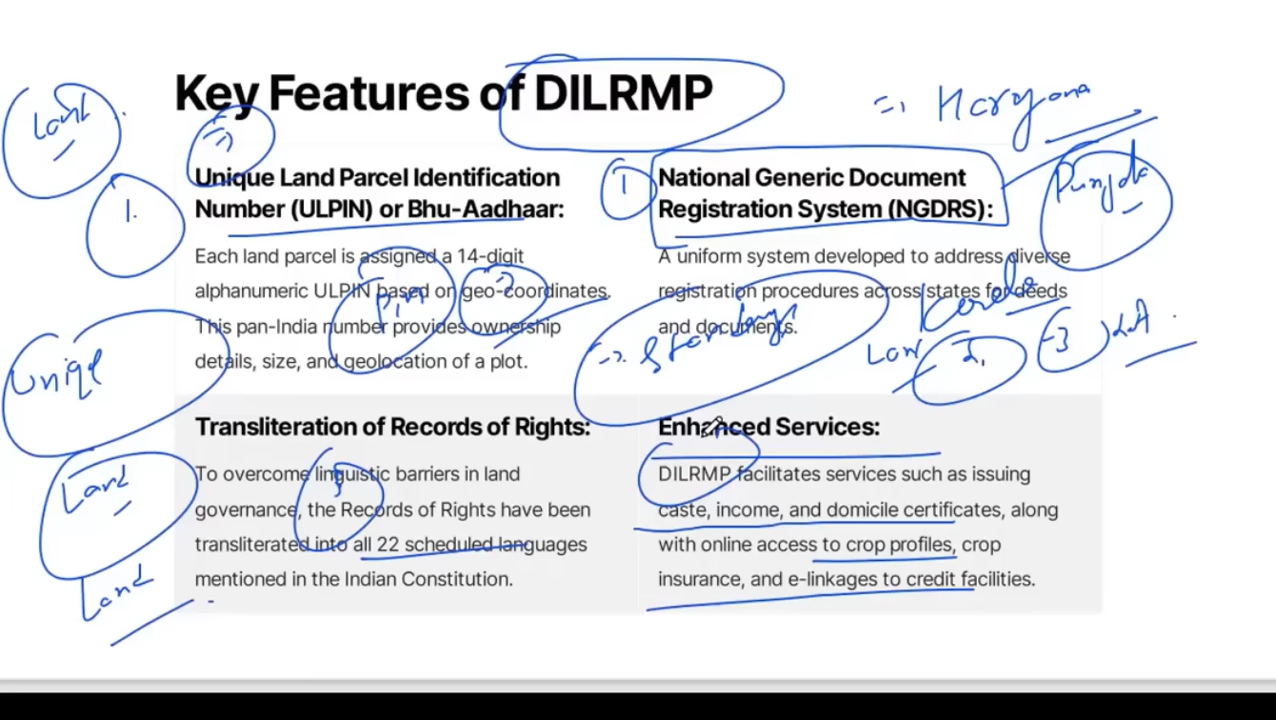 Key Features of DILRMP
=, Haryana
Land
Unique Land Parcel Identification
Number (ULPIN) or Bhu-Aadhaar:
1.
Each land parcel is assigned a 14-digit
alphanumeric ULPIN based on geo-coordinates.
This pan-India number provides ownership
details, size, and geolocation of a plot.
1
National Generic Document
Registration System (NGDRS):
A uniform system developed to address diverse
registration procedures across states for deeds
and documents.
2.
Transliteration of Records of Rights:
To overcome linguistic barriers in land
governance, the Records of Rights have been
transliterated into all 22 scheduled languages
mentioned in the Indian Constitution.
Land
Land
Enhanced Services:
DILRMP facilitates services such as issuing
caste, income, and domicile certificates, along
with online access to crop profiles, crop
insurance, and e-linkages to credit facilities.